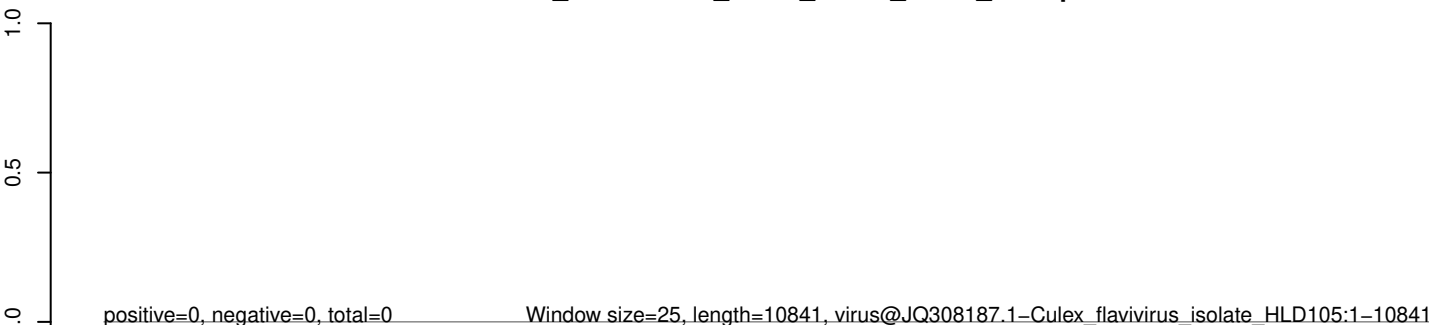 1.0
0.5
.0
positive=0, negative=0, total=0
Window size=25, length=10841, virus@JQ308187.1−Culex_flavivirus_isolate_HLD105:1−10841